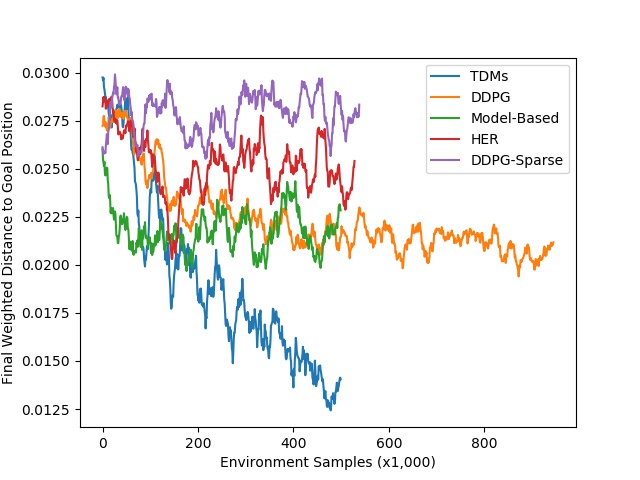 0.0300
0.0275
0.0250
0.0225
0.0200
0.0175
0.0150
0.0125
Final Weighted Distance to Goal Position
0 200 400 600 800
Environment Samples (x1,000)
TDMs
DDPG
Model-Based
HER
DDPG-Sparse